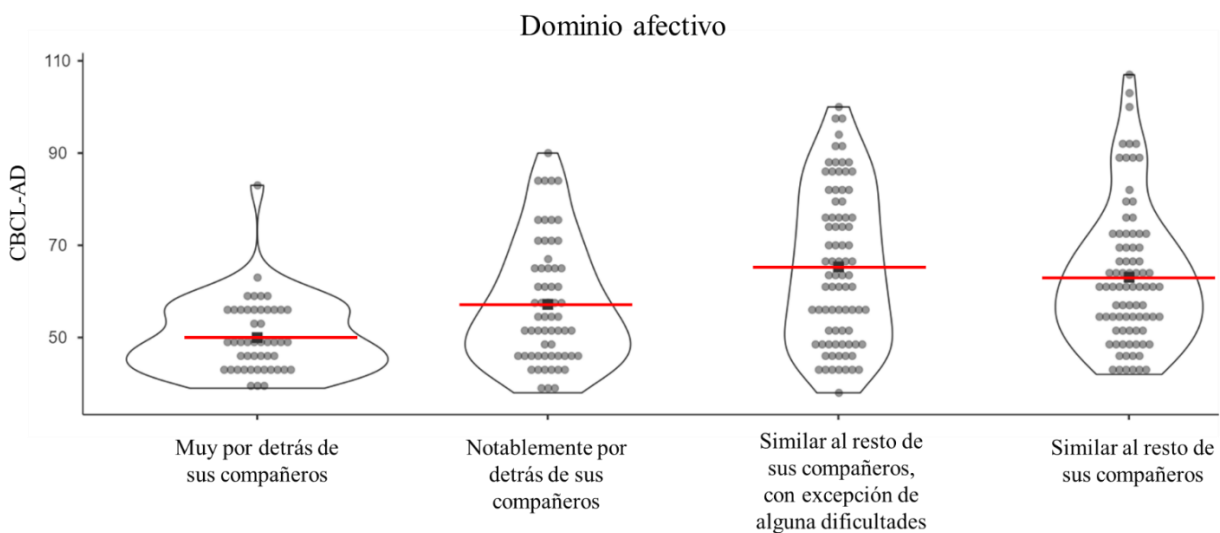 Dominio afectivo
110
90
70
50
CBCL-AD
Muy por detrás de
sus compañeros
Notablemente por
detrás de sus
compañeros
Similar al resto de
sus compañeros,
con excepción de
alguna dificultades
Similar al resto de
sus compañeros